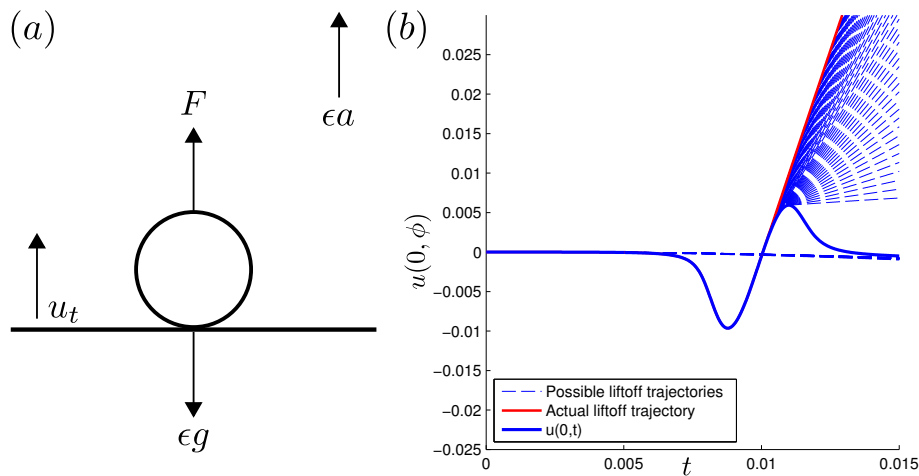 (a)
F
ϵa
u_t
ϵg
(b)
u(0, ϕ)
0.025
0.02
0.015
0.01
0.005
0
−0.005
−0.01
−0.015
−0.02
−0.025
Possible liftoff trajectories
Actual liftoff trajectory
u(0,t)
0 0.005 0.01 0.015
t